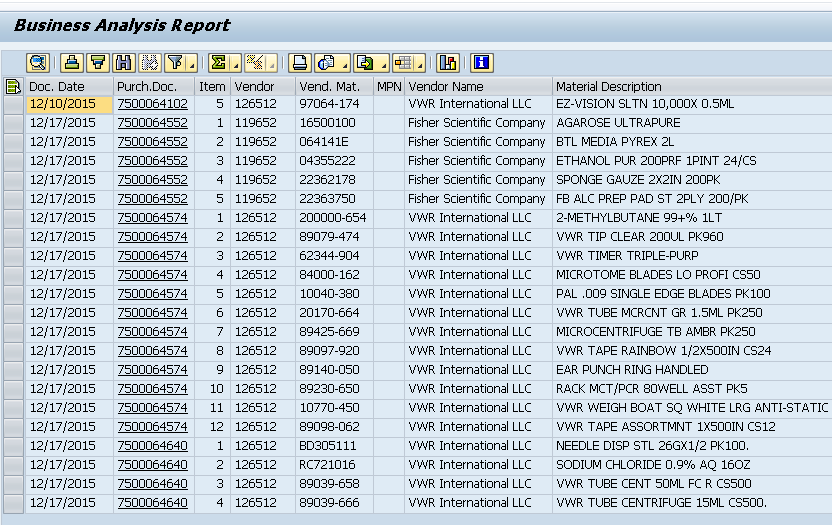 Business Analysis Report
Doc. Date Purch.Doc. Item Vendor Vend. Mat. MPN Vendor Name Material Description
12/10/2015 7500064102 5 126512 97064-174 VWR International LLC EZ-VISION SLTN 10,000X 0.5ML
12/17/2015 7500064552 1 119652 16500100 Fisher Scientific Company AGAROSE ULTRAPURE
12/17/2015 7500064552 2 119652 064141E Fisher Scientific Company BTL MEDIA PYREX 2L
12/17/2015 7500064552 3 119652 04355222 Fisher Scientific Company ETHANOL PUR 200PRF 1PINT 24/CS
12/17/2015 7500064552 4 119652 22362178 Fisher Scientific Company SPONGE GAUZE 2X2IN 200PK
12/17/2015 7500064552 5 119652 22363750 Fisher Scientific Company FB ALC PREP PAD ST 2PLY 200/PK
12/17/2015 7500064574 1 126512 200000-654 VWR International LLC 2-METHYLBUTANE 99+% 1LT
12/17/2015 7500064574 2 126512 89079-474 VWR International LLC VWR TIP CLEAR 200UL PK960
12/17/2015 7500064574 3 126512 62344-904 VWR International LLC VWR TIMER TRIPLE-PURP
12/17/2015 7500064574 4 126512 84000-162 VWR International LLC MICROTOME BLADES LO PROFI CS50
12/17/2015 7500064574 5 126512 10040-380 VWR International LLC PAL .009 SINGLE EDGE BLADES PK100
12/17/2015 7500064574 6 126512 20170-664 VWR International LLC VWR TUBE MCRCNT GR 1.5ML PK250
12/17/2015 7500064574 7 126512 89425-669 VWR International LLC MICROCENTRIFUGE TB AMBR PK250
12/17/2015 7500064574 8 126512 89097-920 VWR International LLC VWR TAPE RAINBOW 1/2X500IN CS24
12/17/2015 7500064574 9 126512 89140-050 VWR International LLC EAR PUNCH RING HANDLED
12/17/2015 7500064574 10 126512 89230-650 VWR International LLC RACK MCT/PCR 80WELL ASST PK5
12/17/2015 7500064574 11 126512 10770-450 VWR International LLC VWR WEIGH BOAT SQ WHITE LRG ANTI-STATIC
12/17/2015 7500064574 12 126512 89098-062 VWR International LLC VWR TAPE ASSORTMNT 1X500IN CS12
12/17/2015 7500064640 1 126512 BD305111 VWR International LLC NEEDLE DISP STL 26GX1/2 PK100.
12/17/2015 7500064640 2 126512 RC721016 VWR International LLC SODIUM CHLORIDE 0.9% AQ 16OZ
12/17/2015 7500064640 3 126512 89039-658 VWR International LLC VWR TUBE CENT 50ML FC R CS500
12/17/2015 7500064640 4 126512 89039-666 VWR International LLC VWR TUBE CENTRIFUGE 15ML CS500.